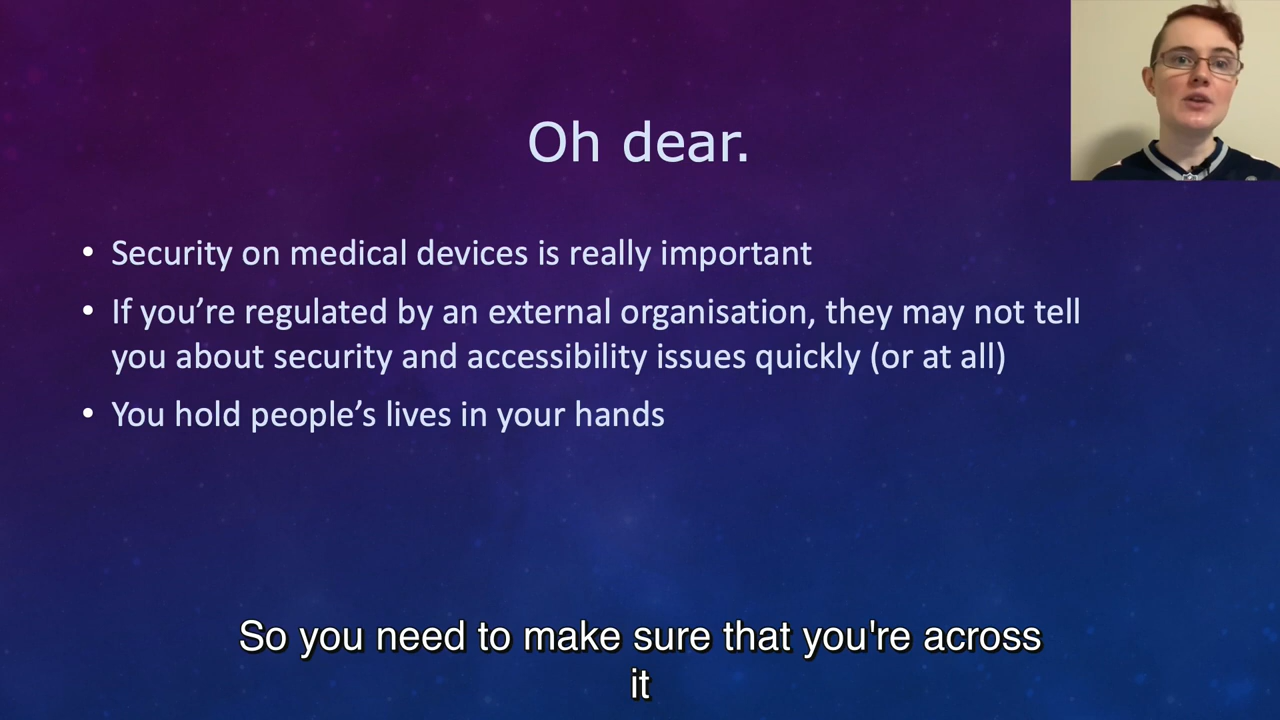 Oh dear.
• Security on medical devices is really important
• If you’re regulated by an external organisation, they may not tell
you about security and accessibility issues quickly (or at all)
• You hold people’s lives in your hands
So you need to make sure that you're across
it